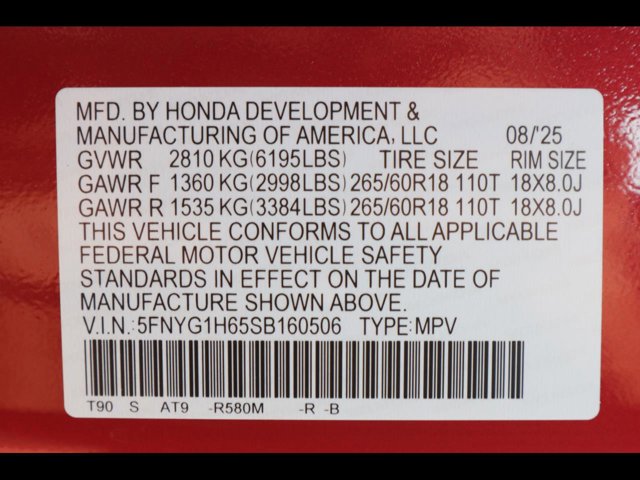 MFD. BY HONDA DEVELOPMENT &
MANUFACTURING OF AMERICA, LLC 08/'25
GVWR 2810 KG(6195LBS) TIRE SIZE RIM SIZE
GAWR F 1360 KG(2998LBS) 265/60R18 110T 18X8.0J
GAWR R 1535 KG(3384LBS) 265/60R18 110T 18X8.0J
THIS VEHICLE CONFORMS TO ALL APPLICABLE
FEDERAL MOTOR VEHICLE SAFETY
STANDARDS IN EFFECT ON THE DATE OF
MANUFACTURE SHOWN ABOVE.
V.I.N.:5FNYG1H65SB160506 TYPE:MPV
T90 S AT9 -R580M -R -B